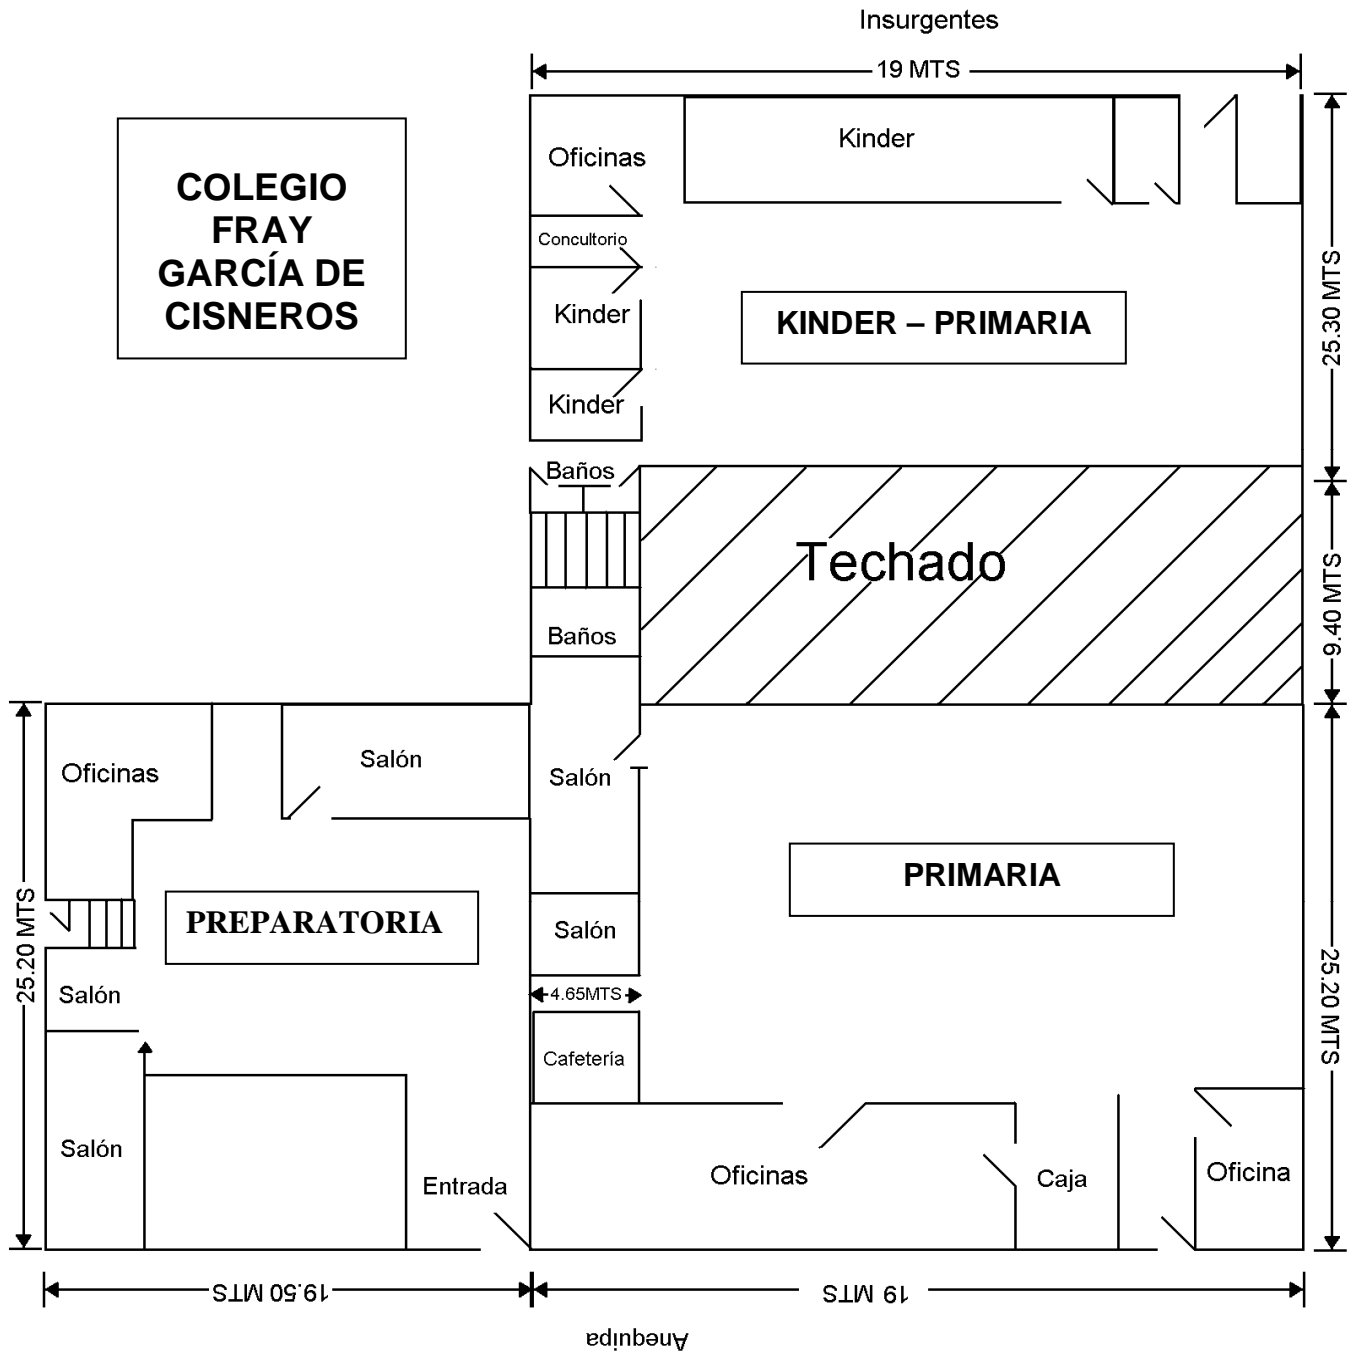 Insurgentes
19 MTS
COLEGIO
FRAY
GARCÍA DE
CISNEROS
Oficinas
Kinder
Concultorio
Kinder
KINDER – PRIMARIA
25.30 MTS
Kinder
Baños
Techado
9.40 MTS
Baños
Oficinas
Salón
Salón
PRIMARIA
PREPARATORIA
Salón
25.20 MTS
Salón
4.65MTS
25.20 MTS
Cafetería
Salón
Entrada
Oficinas
Caja
Oficina
19.50 MTS
19 MTS
Anequipa